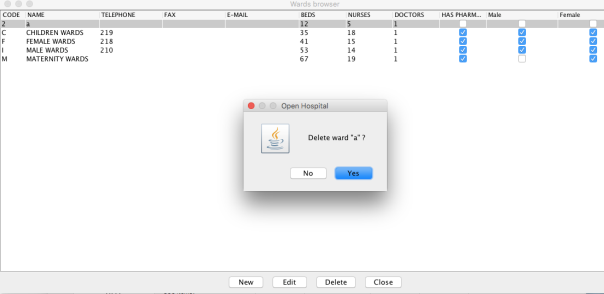 Wards browser
CODE NAME TELEPHONE FAX E-MAIL BEDS NURSES DOCTORS HAS PHARM... Male Female
2 a 12 5 1
C CHILDREN WARDS 219 35 18 1
F FEMALE WARDS 218 41 15 1
I MALE WARDS 210 53 14 1
M MATERNITY WARDS 67 19 1
Open Hospital
Delete ward "a" ?
No Yes
New Edit Delete Close